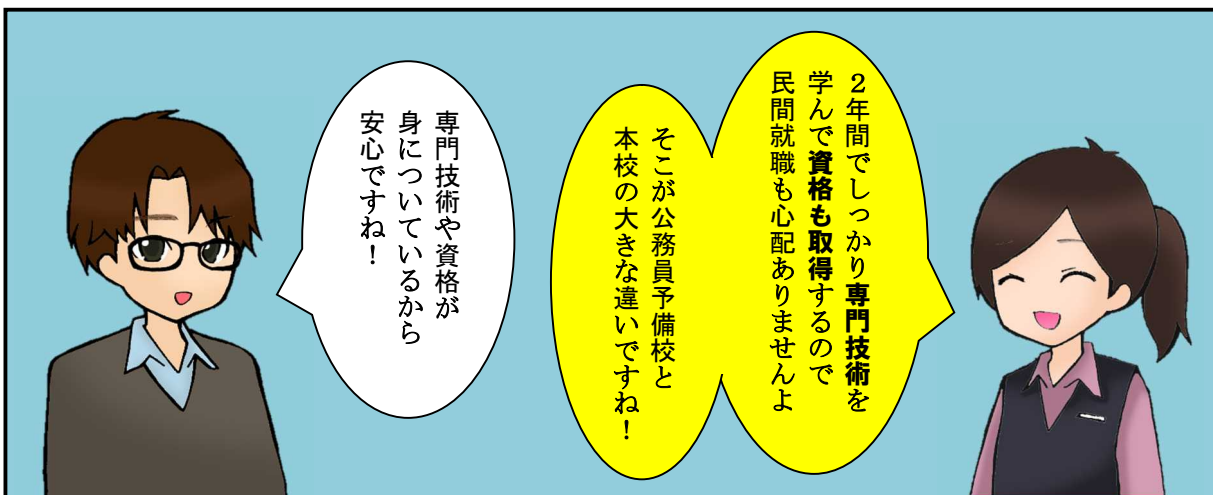 ２年間でしっかり専門技術を
学んで資格も取得するので
民間就職も心配ありませんよ
そこが公務員予備校と
本校の大きな違いですね！
専門技術や資格が
身についているから
安心ですね！